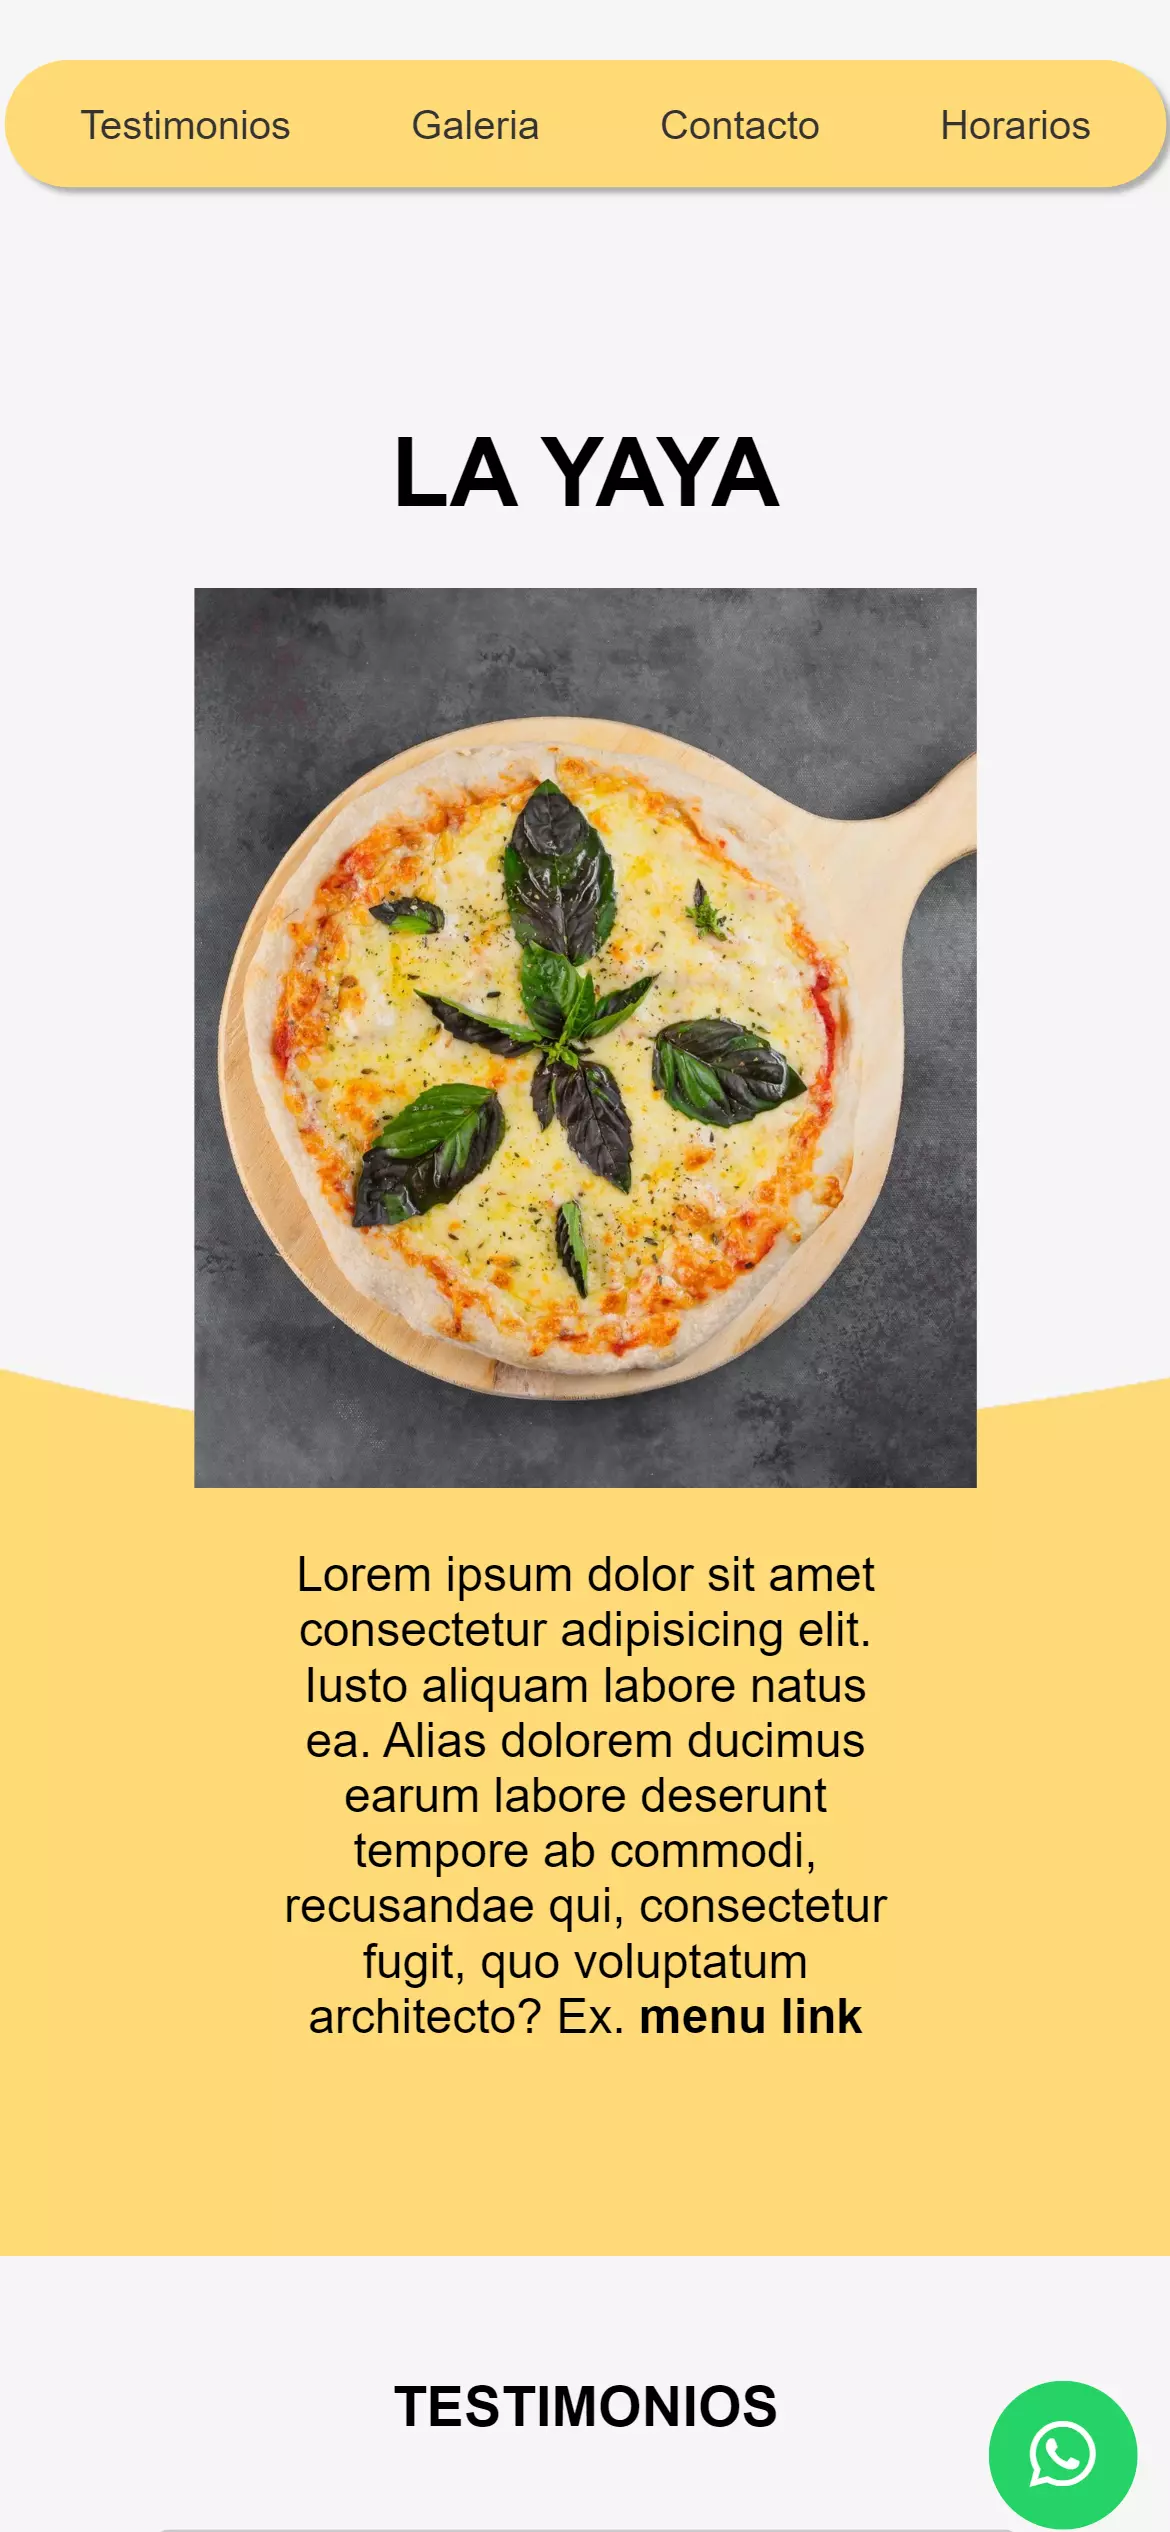 Testimonios Galeria Contacto Horarios
LA YAYA
Lorem ipsum dolor sit amet
consectetur adipisicing elit.
Iusto aliquam labore natus
ea. Alias dolorem ducimus
earum labore deserunt
tempore ab commodi,
recusandae qui, consectetur
fugit, quo voluptatum
architecto? Ex. menu link
TESTIMONIOS